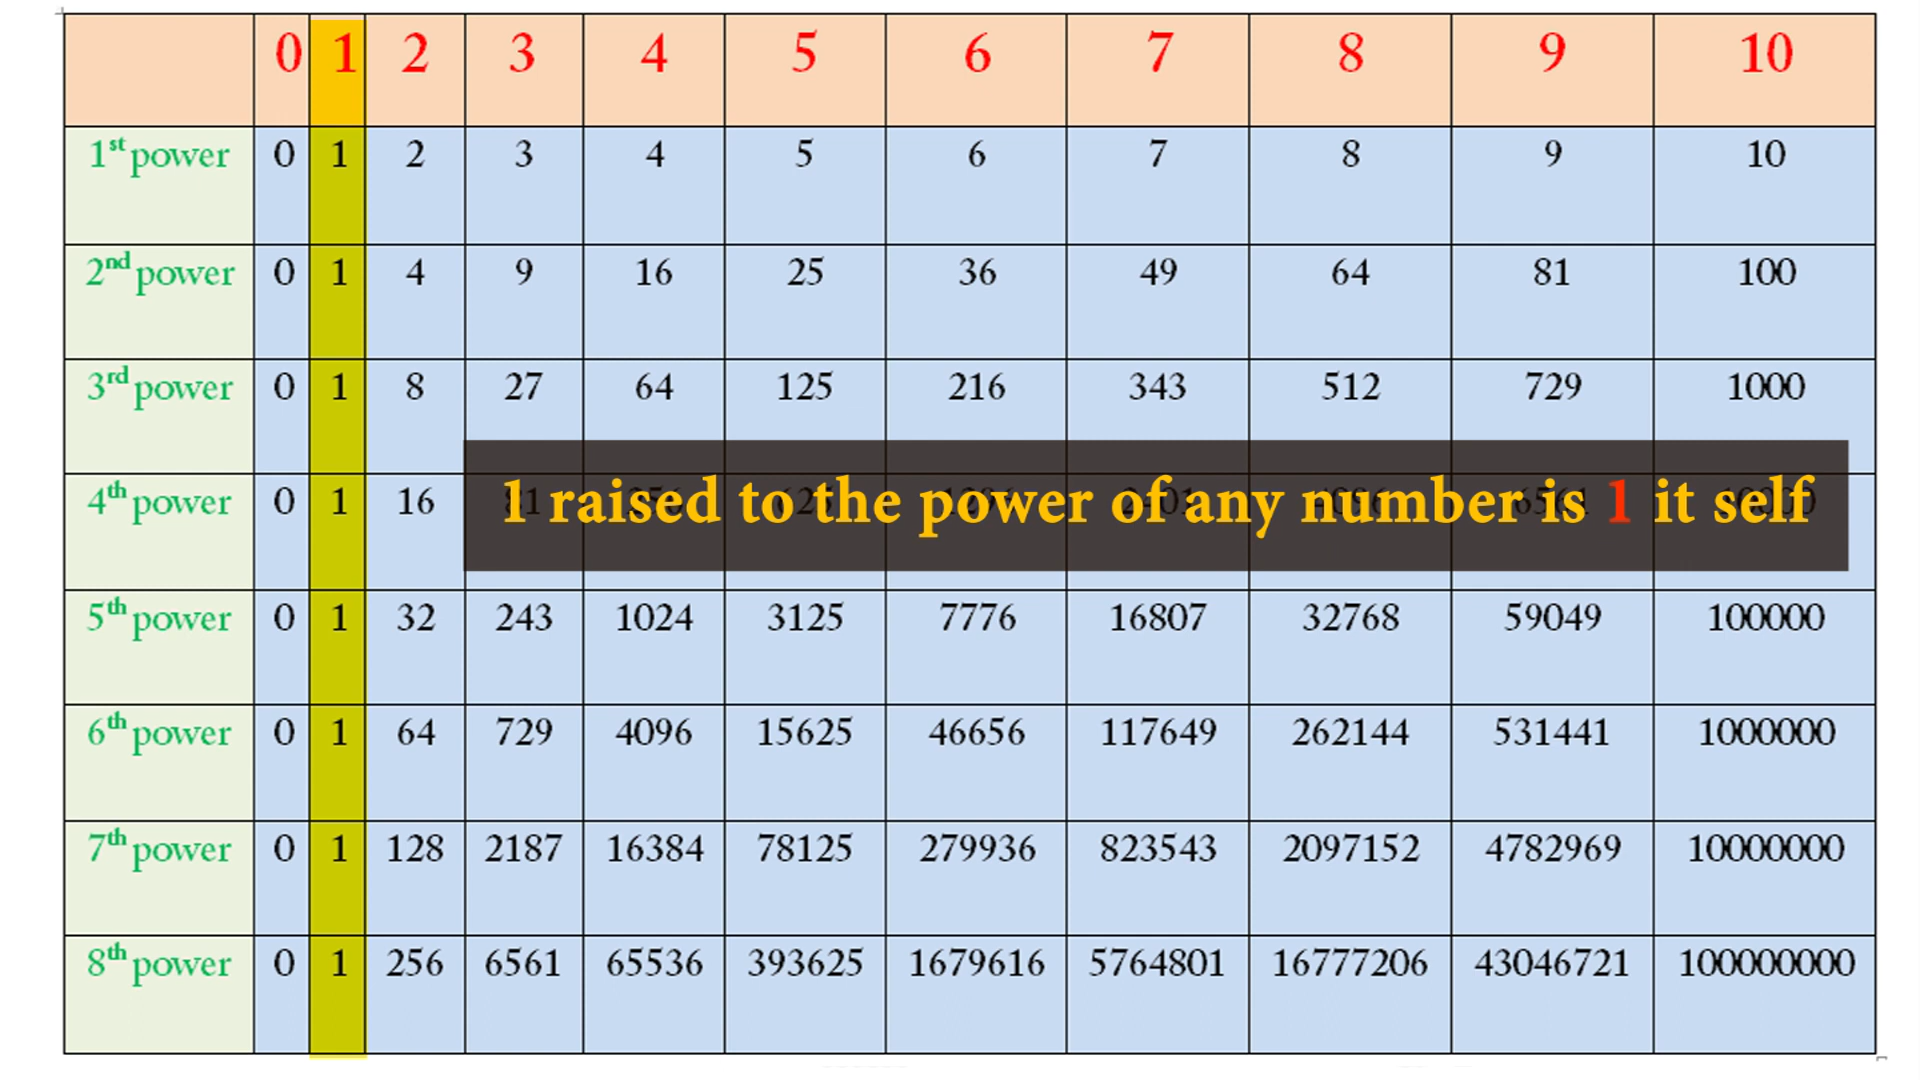 0 1 2 3 4 5 6 7 8 9 10
1st power 0 1 2 3 4 5 6 7 8 9 10
2nd power 0 1 4 9 16 25 36 49 64 81 100
3rd power 0 1 8 27 64 125 216 343 512 729 1000
4th power 0 1 16
1 raised to the power of any number is 1 it self
5th power 0 1 32 243 1024 3125 7776 16807 32768 59049 100000
6th power 0 1 64 729 4096 15625 46656 117649 262144 531441 1000000
7th power 0 1 128 2187 16384 78125 279936 823543 2097152 4782969 10000000
8th power 0 1 256 6561 65536 393625 1679616 5764801 16777206 43046721 100000000